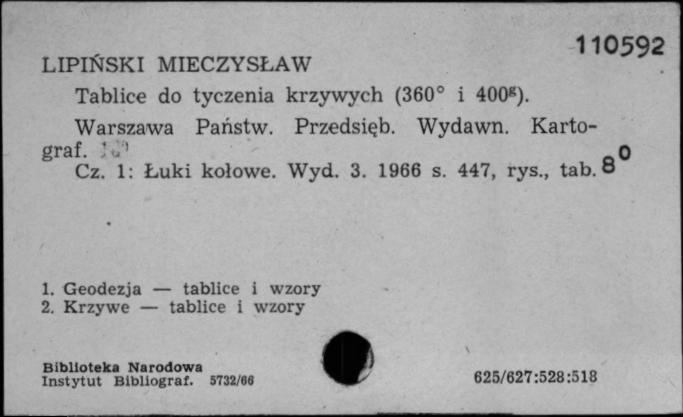 110592
LIPIŃSKI MIECZYSŁAW
Tablice do tyczenia krzywych (360° i 400ᵍ).
Warszawa Państw. Przedsięb. Wydawn. Karto-
graf.
Cz. 1: Łuki kołowe. Wyd. 3. 1966 s. 447, rys., tab. 8⁰
1. Geodezja — tablice i wzory
2. Krzywe — tablice i wzory
Biblioteka Narodowa
Instytut Bibliograf. 5732/66
625/627:528:518